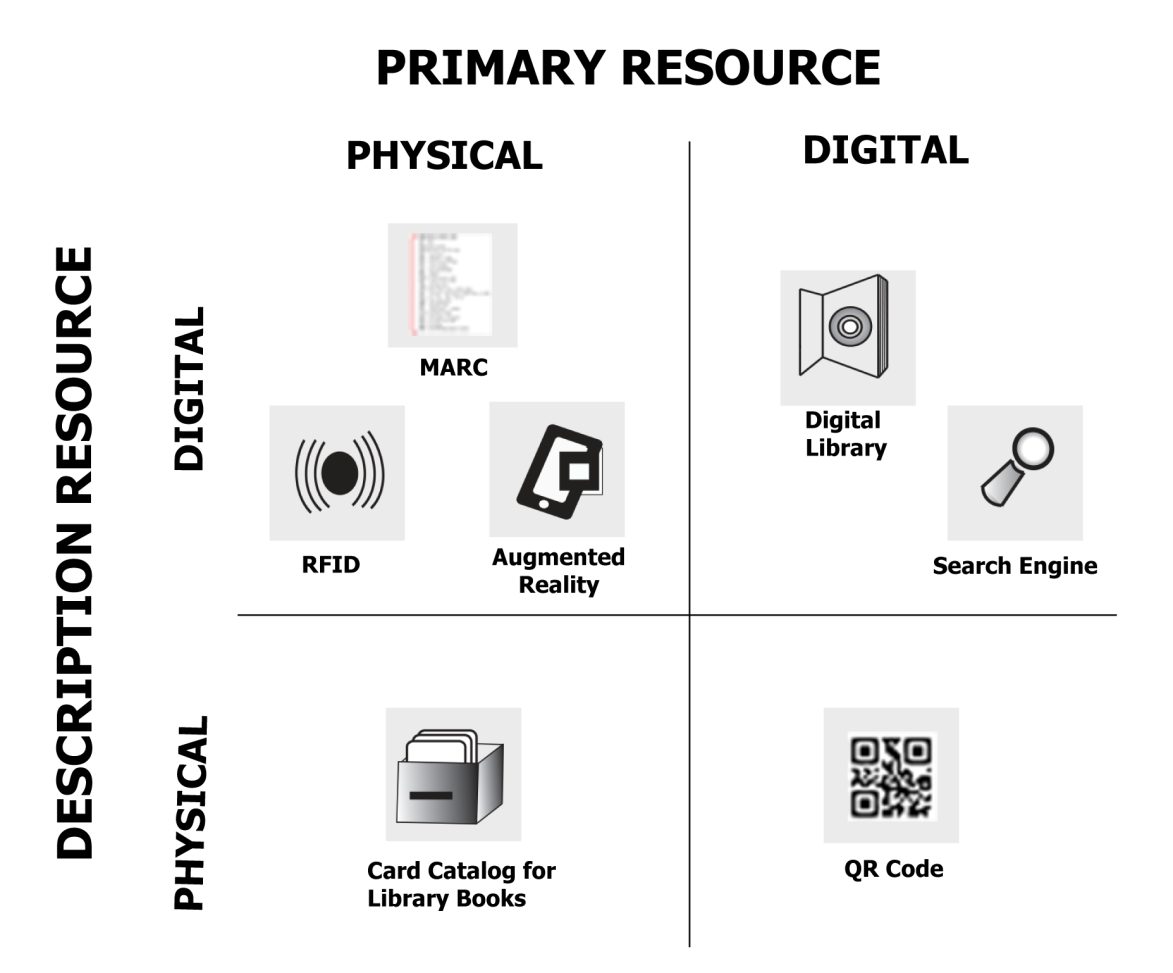 PRIMARY RESOURCE
PHYSICAL
DIGITAL
DESCRIPTION RESOURCE
DIGITAL
MARC
Digital
Library
RFID
Augmented
Reality
Search Engine
PHYSICAL
Card Catalog for
Library Books
QR Code